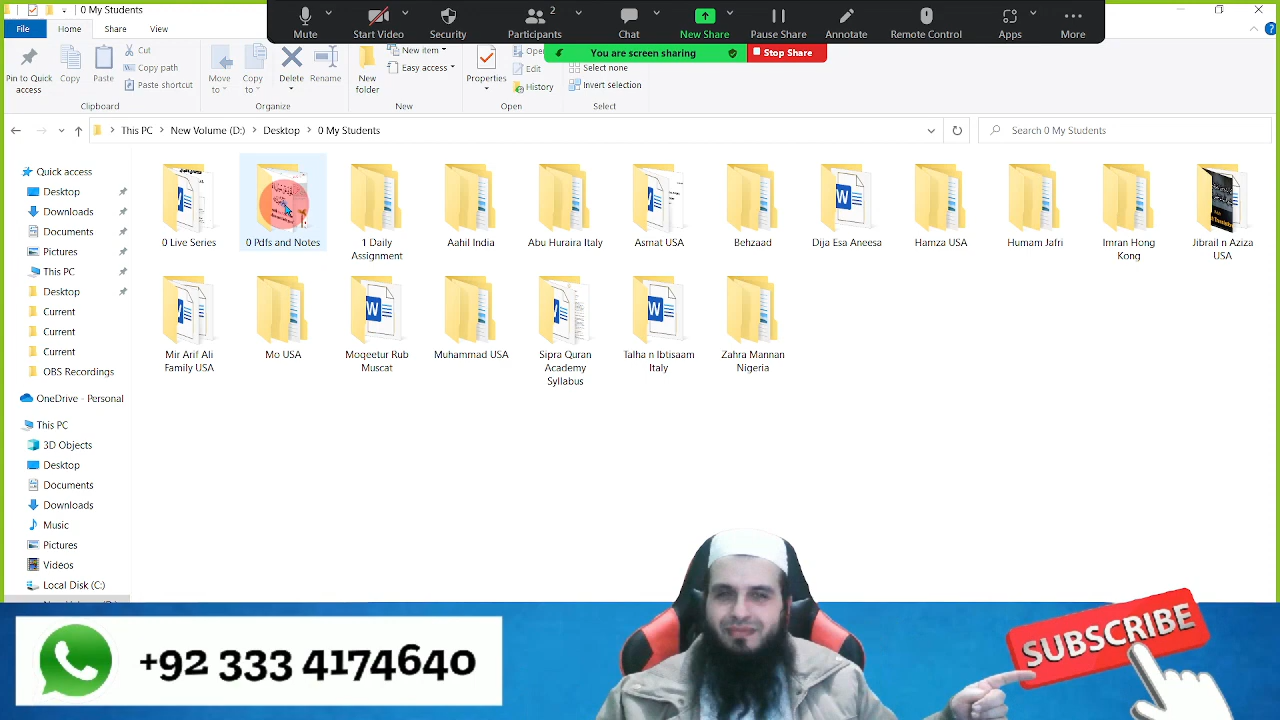 0 My Students
File
Home
Share
View
Mute
Start Video
Security
Participants
2
Chat
New Share
Pause Share
Annotate
Remote Control
Apps
More
You are screen sharing
Stop Share
Pin to Quick access
Copy
Paste
Cut
Copy path
Paste shortcut
Clipboard
Move to
Copy to
Delete
Rename
Organize
New folder
New item
Easy access
New
Properties
Edit
History
Open
Select none
Invert selection
Select
This PC
New Volume (D:)
Desktop
0 My Students
Search 0 My Students
Quick access
Desktop
Downloads
Documents
Pictures
This PC
Desktop
Current
Current
Current
OBS Recordings
OneDrive - Personal
This PC
3D Objects
Desktop
Documents
Downloads
Music
Pictures
Videos
Local Disk (C:)
0 Live Series
0 Pdfs and Notes
1 Daily
Assignment
Aahil India
Abu Huraira Italy
Asmat USA
Behzaad
Dija Esa Aneesa
Hamza USA
Humam Jafri
Imran Hong
Kong
Jibrail n Aziza
USA
Mir Arif Ali
Family USA
Mo USA
Moqeetur Rub
Muscat
Muhammad USA
Sipra Quran
Academy
Syllabus
Talha n Ibtisaam
Italy
Zahra Mannan
Nigeria
+92 333 4174640
SUBSCRIBE